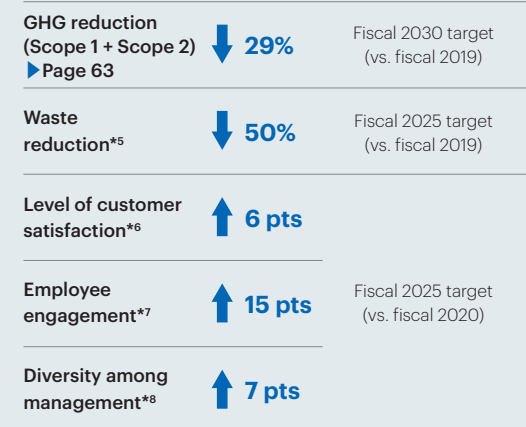 GHG reduction
(Scope 1 + Scope 2)
▶Page 63
29%
Fiscal 2030 target
(vs. fiscal 2019)
Waste
reduction*5
50%
Fiscal 2025 target
(vs. fiscal 2019)
Level of customer
satisfaction*6
6 pts
Employee
engagement*7
15 pts
Fiscal 2025 target
(vs. fiscal 2020)
Diversity among
management*8
7 pts